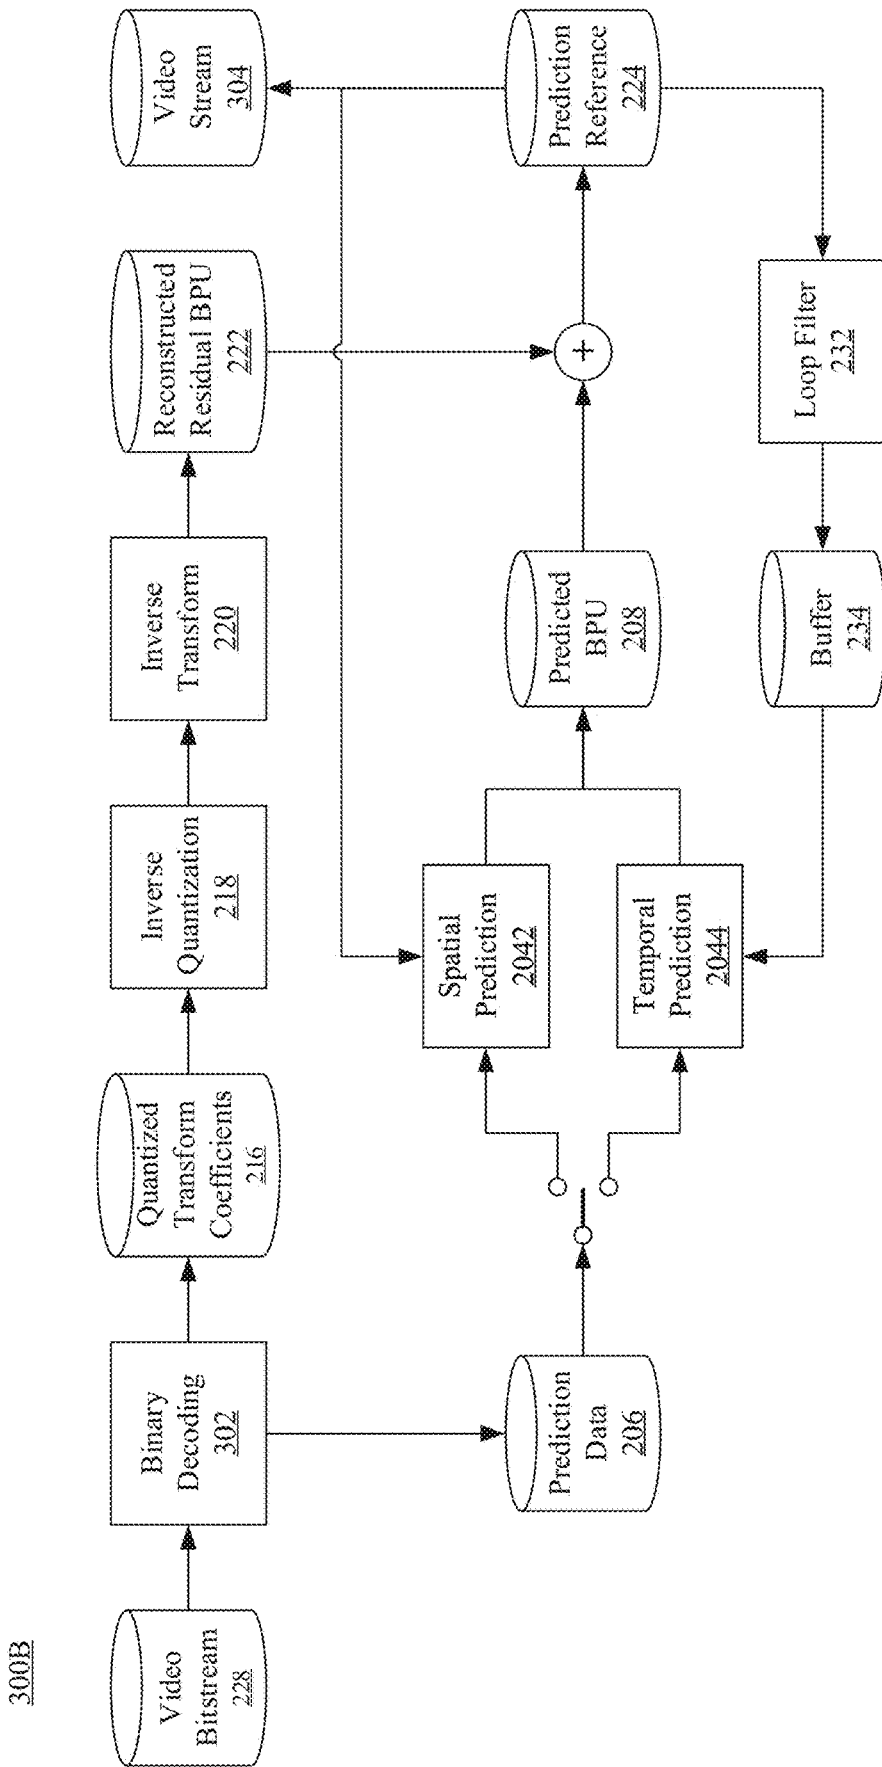 300B
Video
Bitstream
228
Binary
Decoding
302
Quantized
Transform
Coefficients
216
Inverse
Quantization
218
Inverse
Transform
220
Reconstructed
Residual BPU
222
Video
Stream
304
Prediction
Data
206
Spatial
Prediction
2042
Temporal
Prediction
2044
Predicted
BPU
208
+
Prediction
Reference
224
Buffer
234
Loop Filter
232